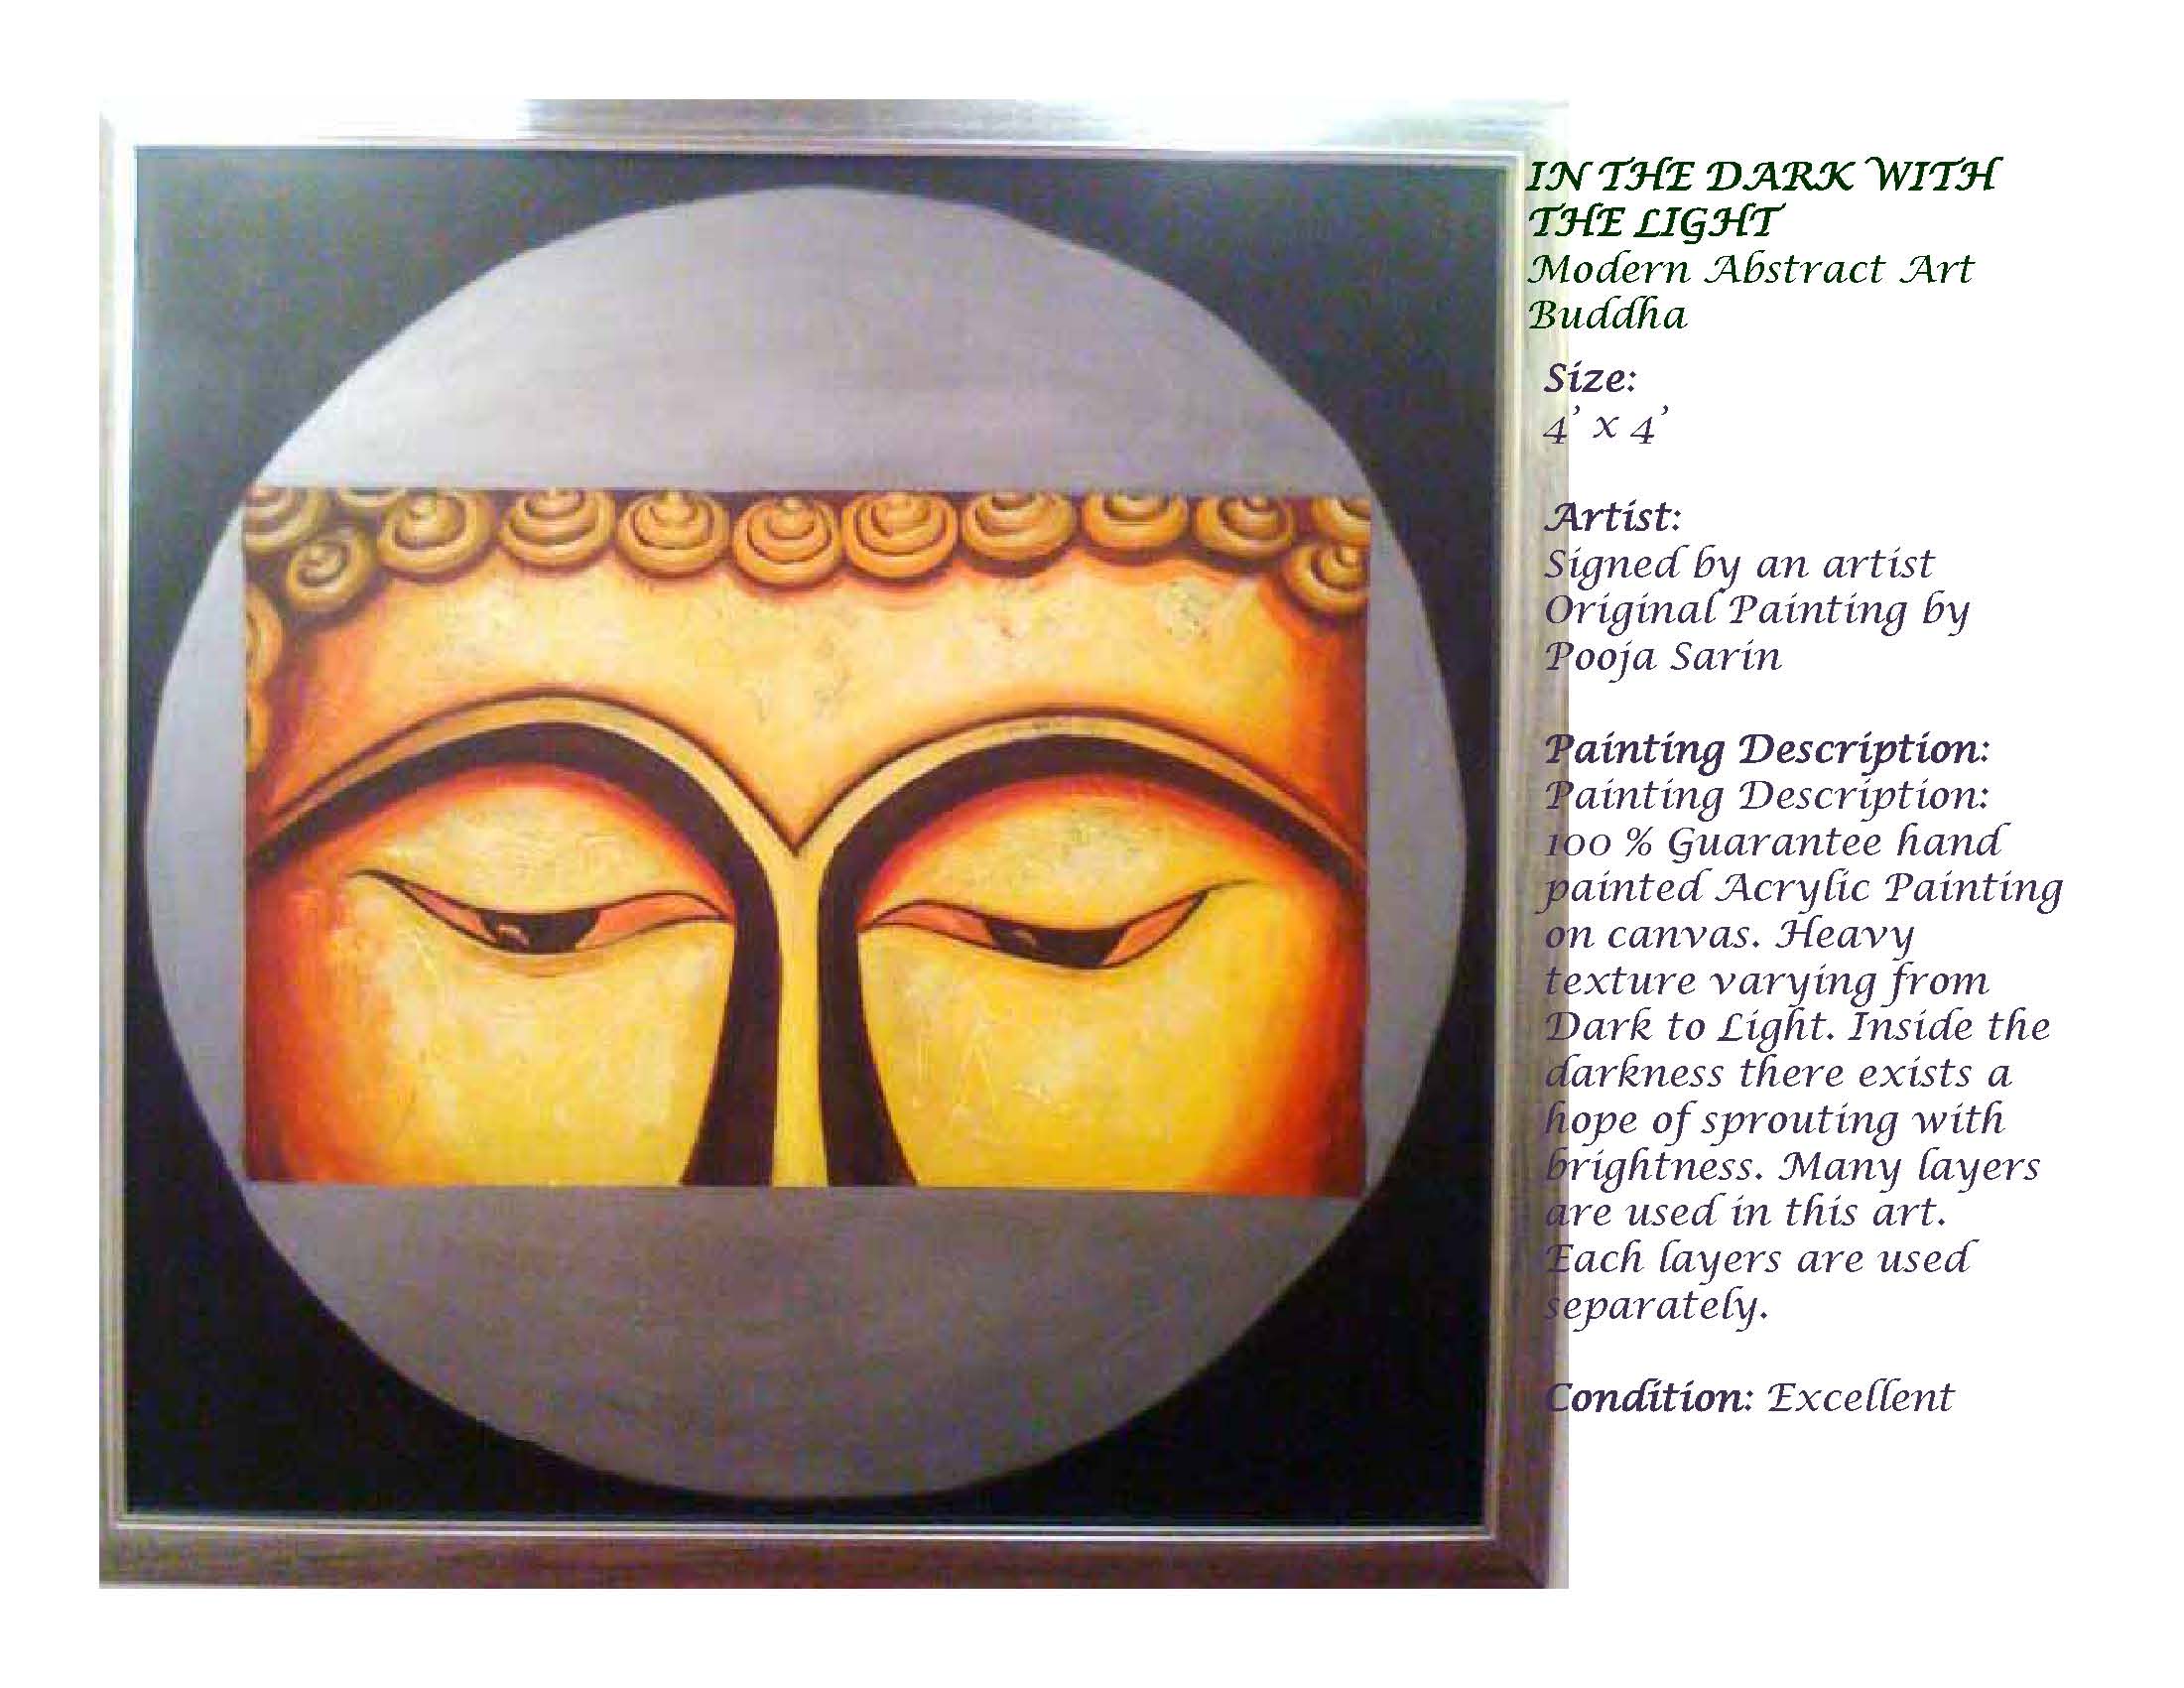 IN THE DARK WITH
THE LIGHT
Modern Abstract Art
Buddha
Size:
4’ x 4’
Artist:
Signed by an artist
Original Painting by
Pooja Sarin
Painting Description:
Painting Description:
100 % Guarantee hand
painted Acrylic Painting
on canvas. Heavy
texture varying from
Dark to Light. Inside the
darkness there exists a
hope of sprouting with
brightness. Many layers
are used in this art.
Each layers are used
separately.
Condition: Excellent